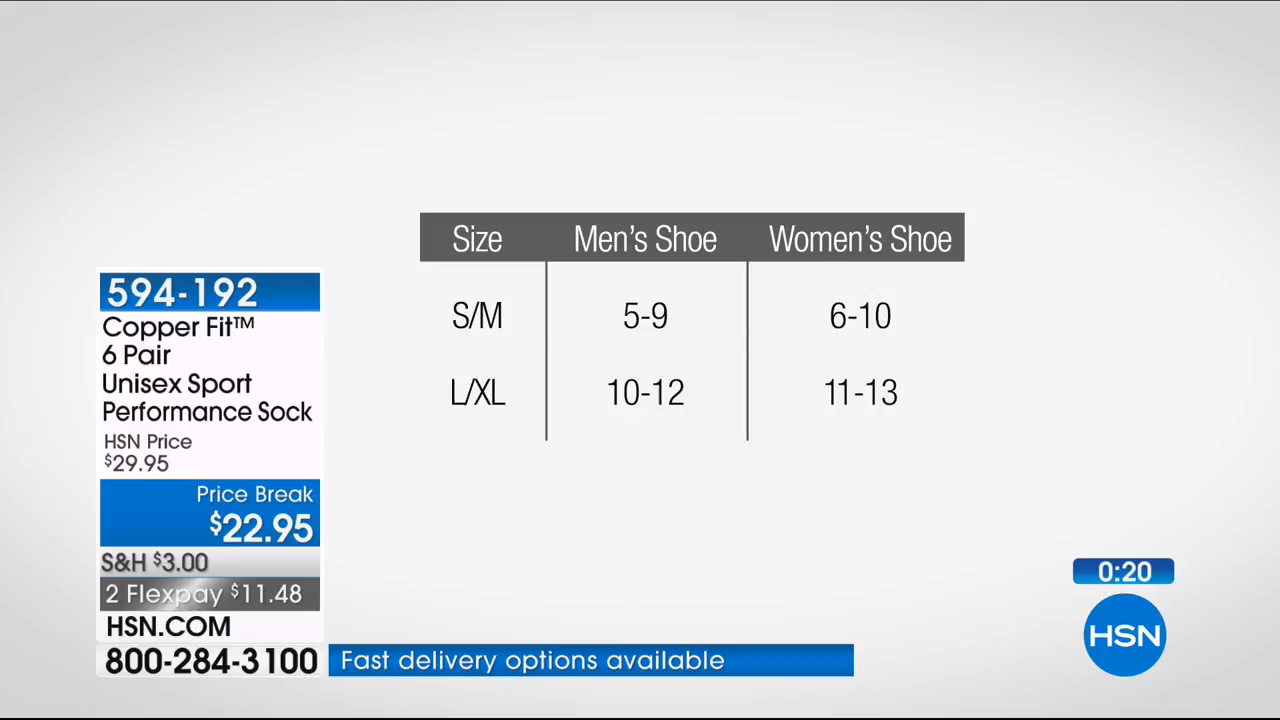 Size Men's Shoe Women's Shoe
S/M 5-9 6-10
L/XL 10-12 11-13
594-192
Copper Fit™
6 Pair
Unisex Sport
Performance Sock
HSN Price
$29.95
Price Break
$22.95
S&H $3.00
2 Flexpay $11.48
HSN.COM
800-284-3100
Fast delivery options available
0:20
HSN